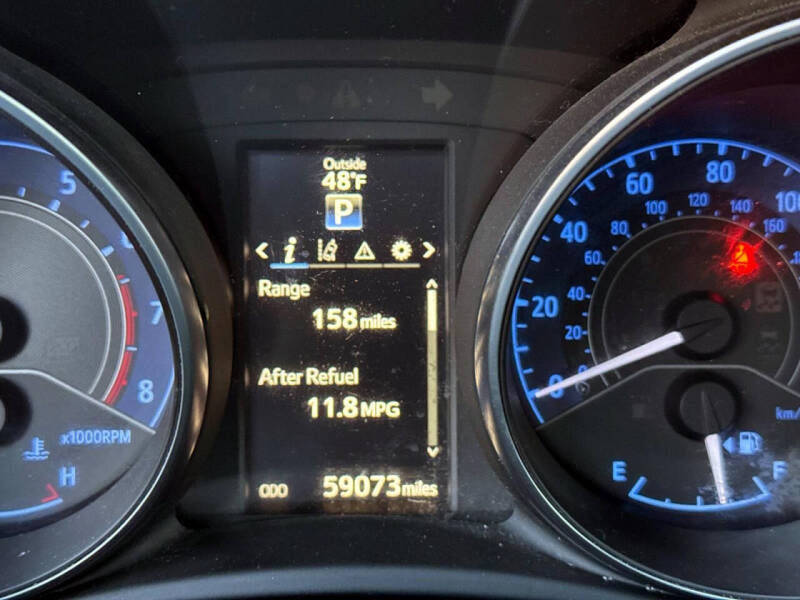 Outside
48°F
P
i
Range
158 miles
After Refuel
11.8 MPG
ODO 59073 miles
5
7
8
x1000RPM
H
0
20
40
60
80
100
20
40
60
80
100
120
140
160
km/
E
F